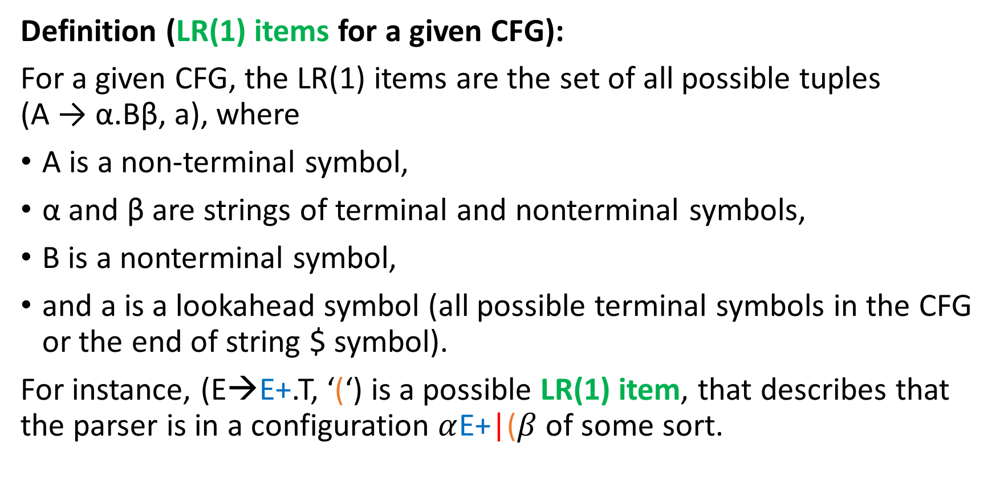 Definition (LR(1) items for a given CFG):
For a given CFG, the LR(1) items are the set of all possible tuples
(A → α.Bβ, a), where
• A is a non-terminal symbol,
• α and β are strings of terminal and nonterminal symbols,
• B is a nonterminal symbol,
• and a is a lookahead symbol (all possible terminal symbols in the CFG
or the end of string $ symbol).
For instance, (E→E+.T, ‘(‘) is a possible LR(1) item, that describes that
the parser is in a configuration 𝛼E+|(𝛽 of some sort.